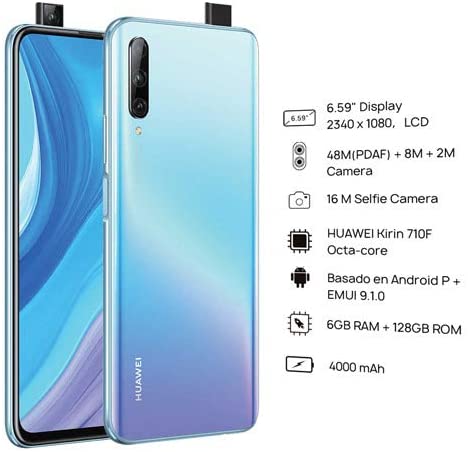 HUAWEI
6.59"
6.59" Display
2340 x 1080, LCD
48M(PDAF) + 8M + 2M
Camera
16 M Selfie Camera
HUAWEI Kirin 710F
Octa-core
Basado en Android P +
EMUI 9.1.0
6GB RAM + 128GB ROM
4000 mAh